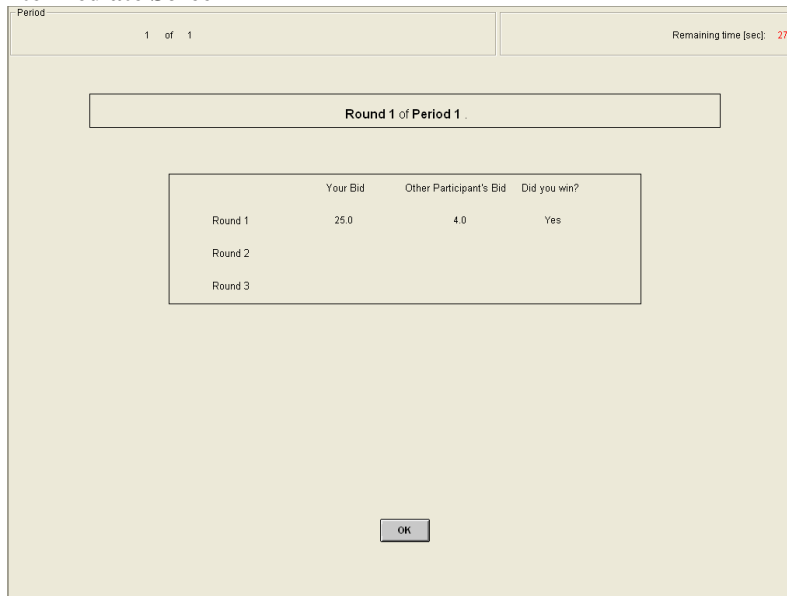 Period
1 of 1
Remaining time [sec]: 27
Round 1 of Period 1 .
Your Bid Other Participant's Bid Did you win?
Round 1 25.0 4.0 Yes
Round 2
Round 3
OK